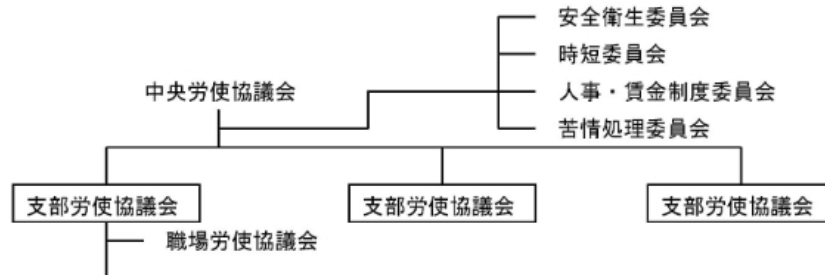 安全衛生委員会
時短委員会
中央労使協議会
人事・賃金制度委員会
苦情処理委員会
支部労使協議会
支部労使協議会
支部労使協議会
職場労使協議会